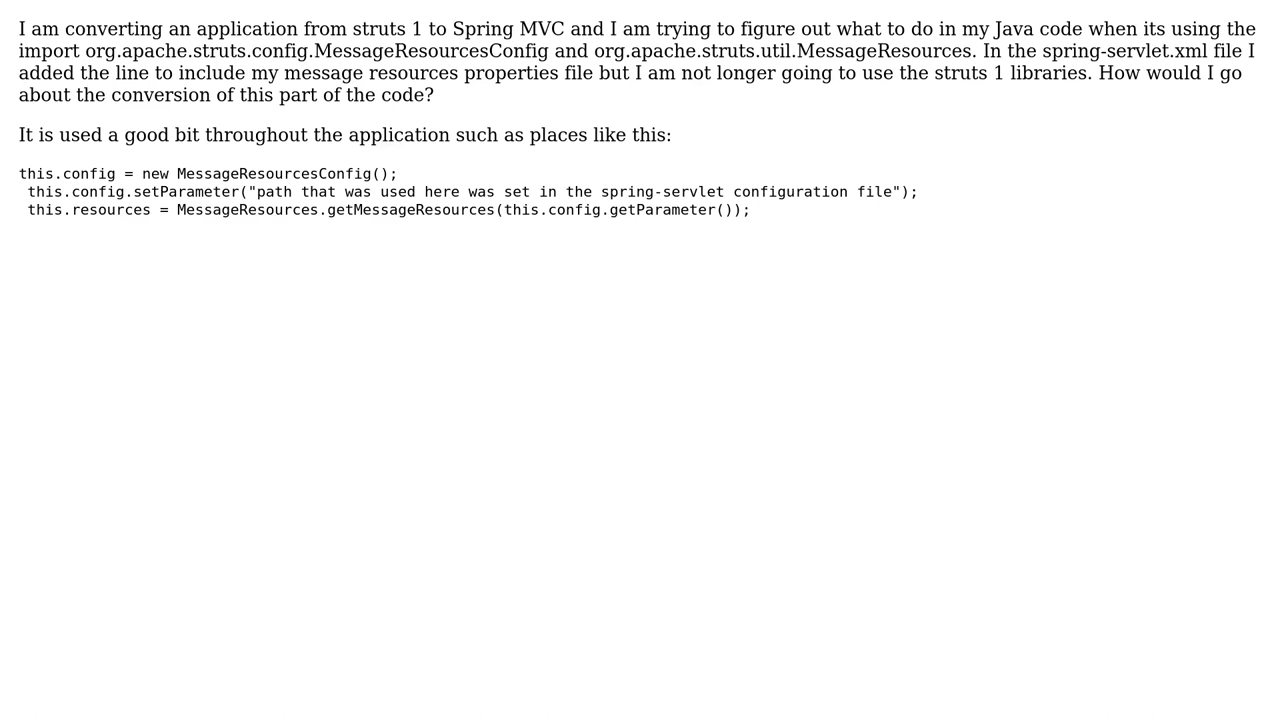 I am converting an application from struts 1 to Spring MVC and I am trying to figure out what to do in my Java code when its using the
import org.apache.struts.config.MessageResourcesConfig and org.apache.struts.util.MessageResources. In the spring-servlet.xml file I
added the line to include my message resources properties file but I am not longer going to use the struts 1 libraries. How would I go
about the conversion of this part of the code?
It is used a good bit throughout the application such as places like this:
this.config = new MessageResourcesConfig();
this.config.setParameter("path that was used here was set in the spring-servlet configuration file");
this.resources = MessageResources.getMessageResources(this.config.getParameter());